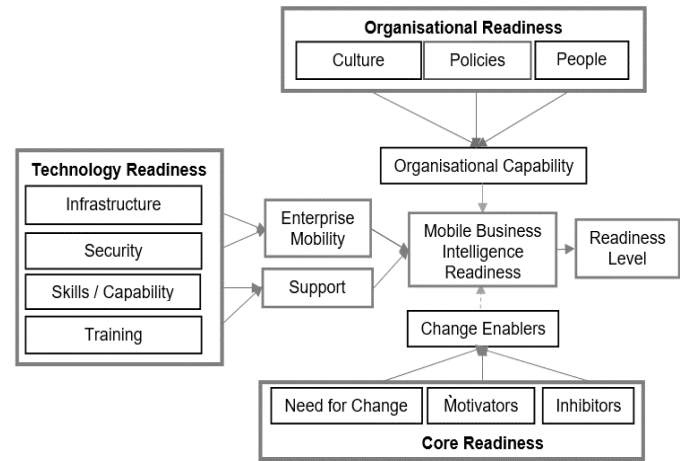 Organisational Readiness
Culture
Policies
People
Organisational Capability
Technology Readiness
Infrastructure
Security
Skills / Capability
Training
Enterprise
Mobility
Support
Mobile Business
Intelligence
Readiness
Readiness
Level
Change Enablers
Need for Change
Motivators
Inhibitors
Core Readiness